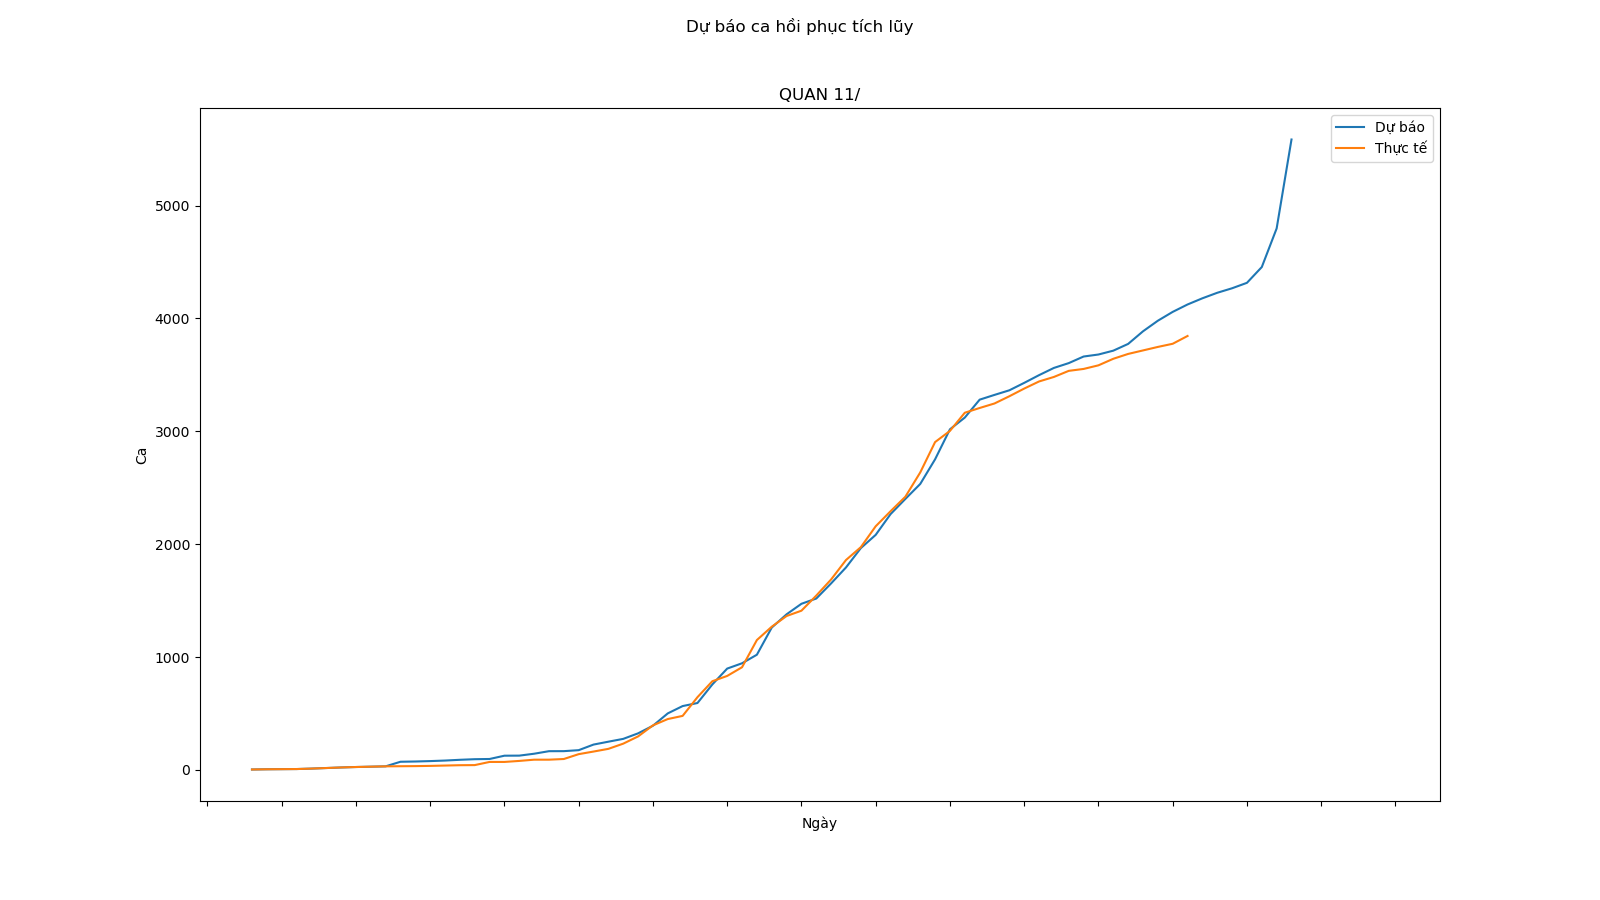 Dự báo ca hồi phục tích lũy
QUAN 11/
Dự báo
Thực tế
5000
4000
3000
2000
1000
0
Ca
Ngày